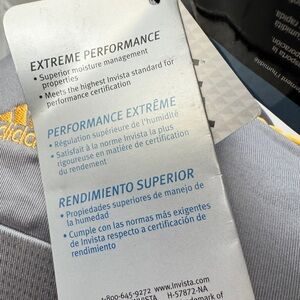 EXTREME PERFORMANCE
• Superior moisture management
properties
• Meets the highest Invista standard for
performance certification
PERFORMANCE EXTRÊME
• Régulation supérieure de l'humidité
• Satisfait à la norme Invista la plus
rigoureuse en matière de certification
du rendement
RENDIMIENTO SUPERIOR
• Propiedades superiores de manejo de
la humedad
• Cumple con las normas más exigentes
de Invista respecto a certificación de
rendimiento
1-800-645-9272 www.Invista.com
H-57872-NA
trademark of
adidas